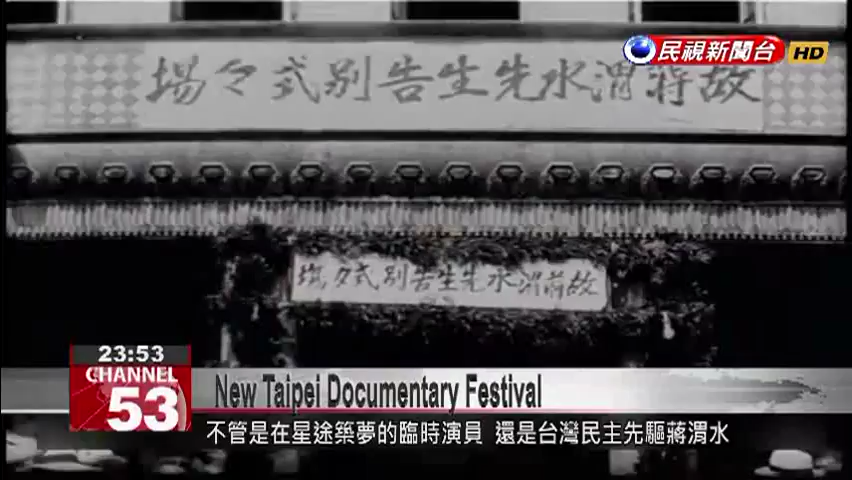 民視新聞台 HD
故蔣渭水先生告別式々場
故蔣渭水先生告別式々場
23:53
CHANNEL
53
New Taipei Documentary Festival
不管是在星途築夢的臨時演員 還是台灣民主先驅蔣渭水